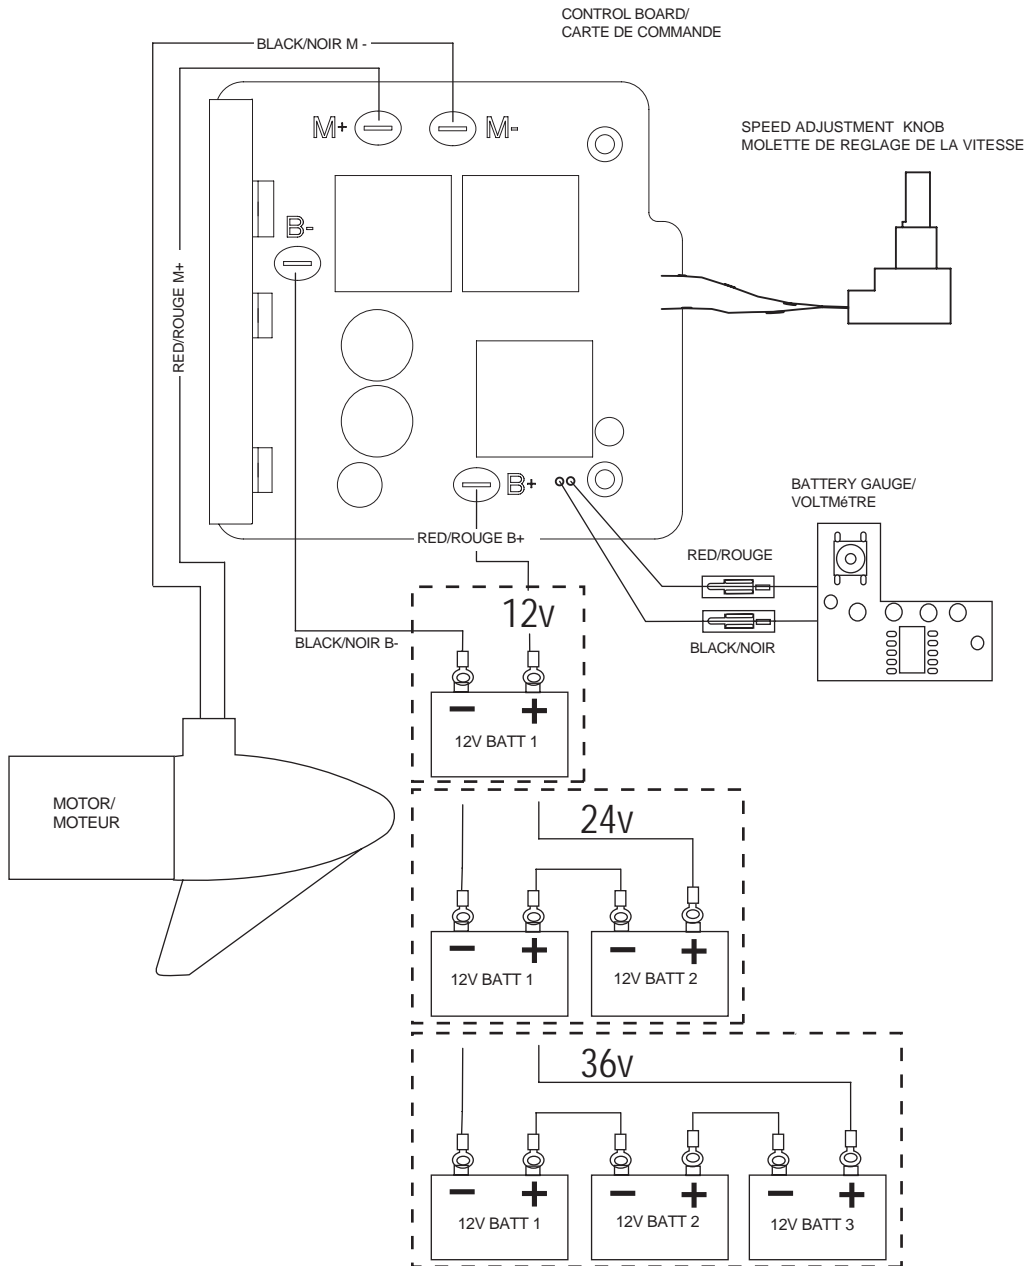 CONTROL BOARD/
CARTE DE COMMANDE
BLACK/NOIR M -
M+
M-
SPEED ADJUSTMENT KNOB
MOLETTE DE REGLAGE DE LA VITESSE
B-
RED/ROUGE M+
B+
BATTERY GAUGE/
VOLTMéTRE
RED/ROUGE B+
RED/ROUGE
BLACK/NOIR
12v
BLACK/NOIR B-
12V BATT 1
MOTOR/
MOTEUR
24v
12V BATT 1
12V BATT 2
36v
12V BATT 1
12V BATT 2
12V BATT 3